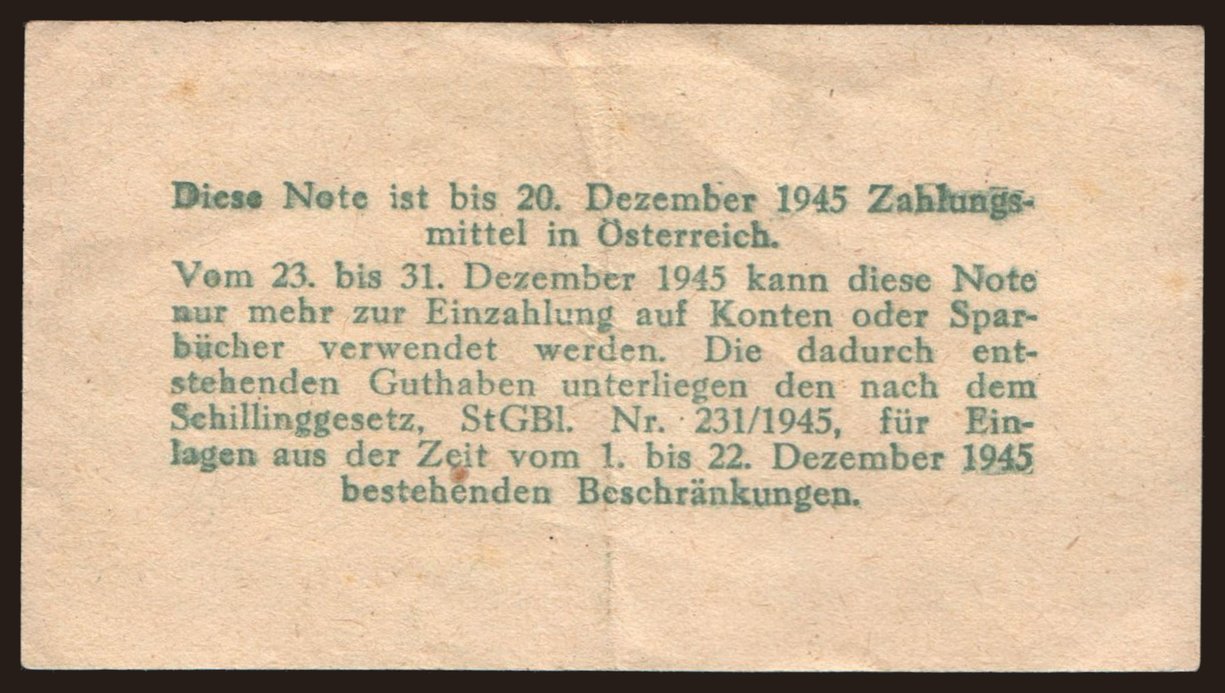 Diese Note ist bis 20. Dezember 1945 Zahlungs-
mittel in Österreich.
Vom 23. bis 31. Dezember 1945 kann diese Note
nur mehr zur Einzahlung auf Konten oder Spar-
bücher verwendet werden. Die dadurch ent-
stehenden Guthaben unterliegen den nach dem
Schillinggesetz, StGBl. Nr. 231/1945, für Ein-
lagen aus der Zeit vom 1. bis 22. Dezember 1945
bestehenden Beschränkungen.